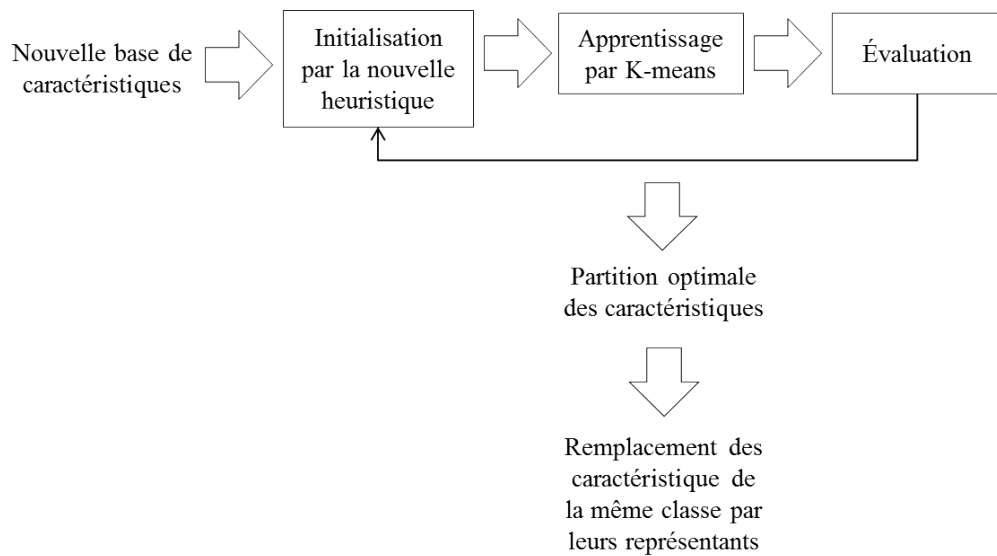 Nouvelle base de
caractéristiques
Initialisation
par la nouvelle
heuristique
Apprentissage
par K-means
Évaluation
Partition optimale
des caractéristiques
Remplacement des
caractéristique de
la même classe par
leurs représentants